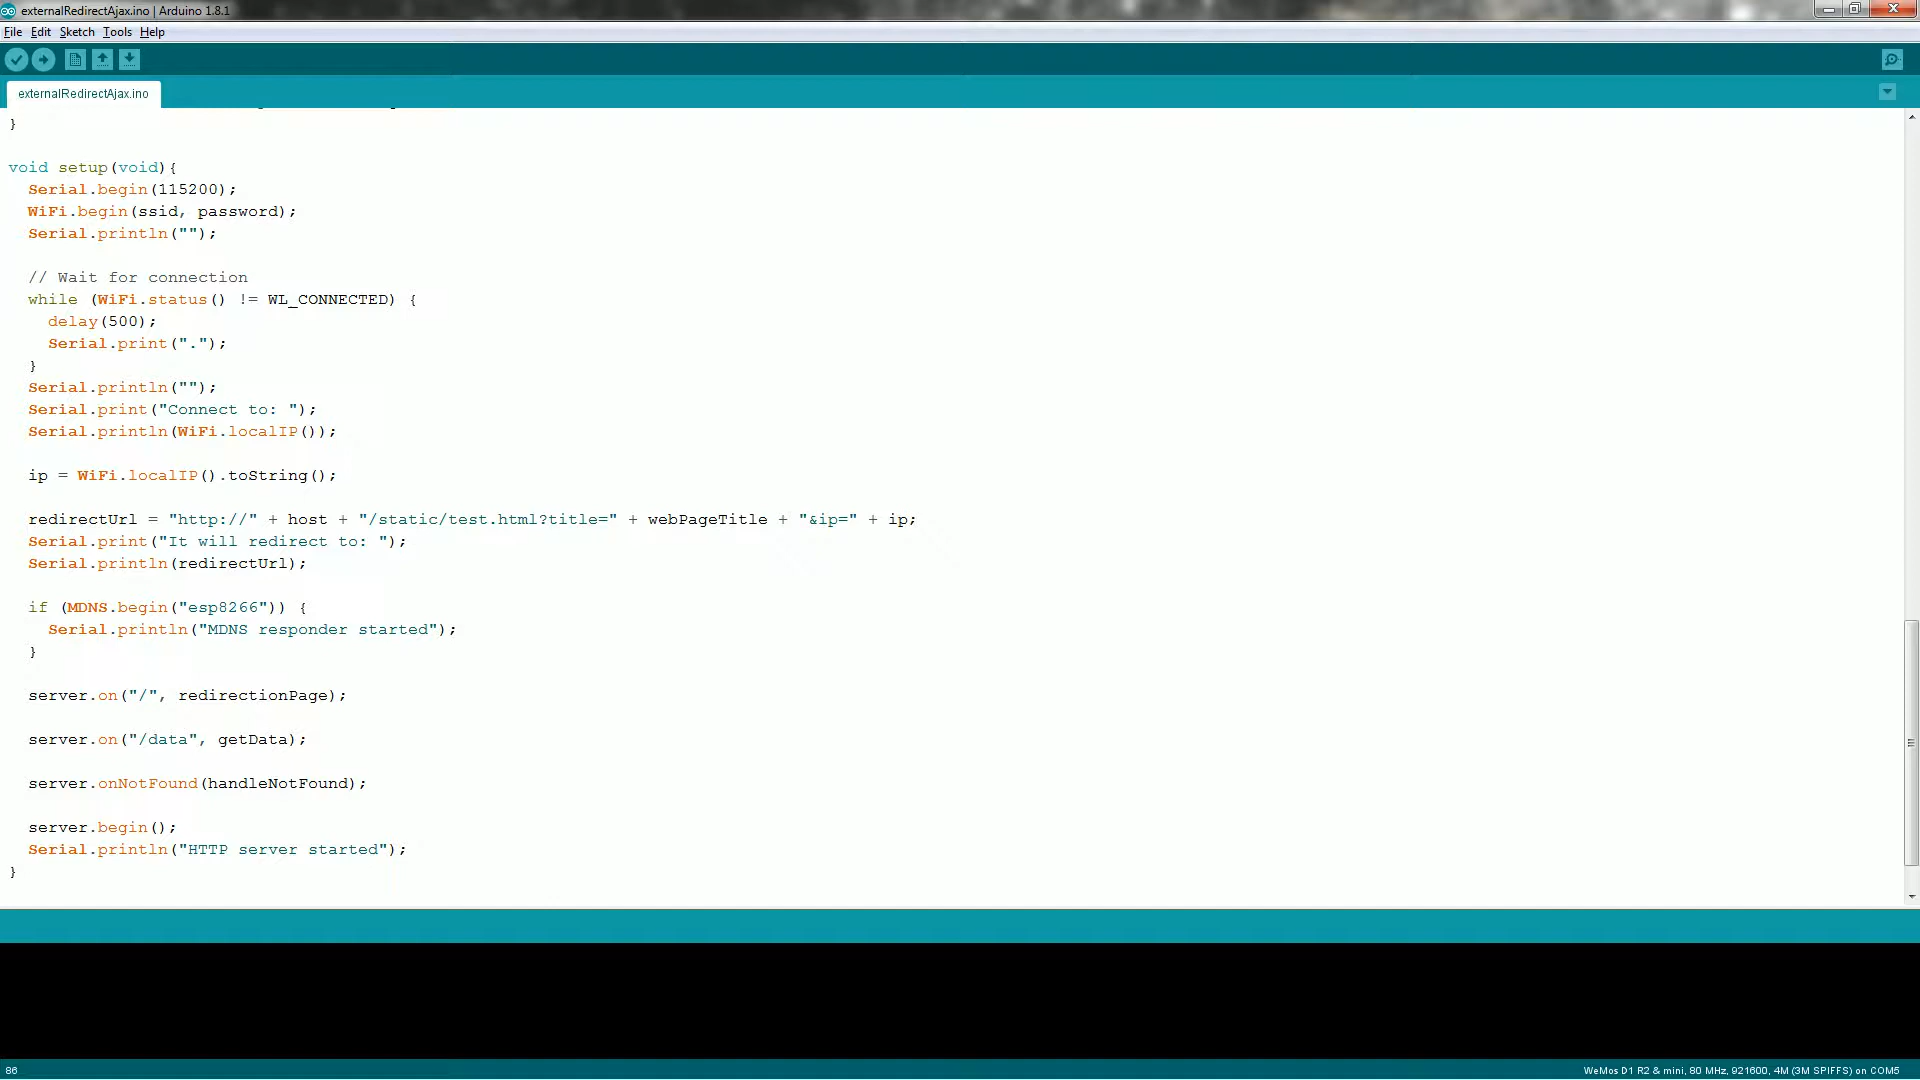 externalRedirectAjax.ino | Arduino 1.8.1
File Edit Sketch Tools Help
externalRedirectAjax.ino
}
void setup(void){
  Serial.begin(115200);
  WiFi.begin(ssid, password);
  Serial.println("");
  // Wait for connection
  while (WiFi.status() != WL_CONNECTED) {
    delay(500);
    Serial.print(".");
  }
  Serial.println("");
  Serial.print("Connect to: ");
  Serial.println(WiFi.localIP());
  ip = WiFi.localIP().toString();
  redirectUrl = "http://" + host + "/static/test.html?title=" + webPageTitle + "&ip=" + ip;
  Serial.print("It will redirect to: ");
  Serial.println(redirectUrl);
  if (MDNS.begin("esp8266")) {
    Serial.println("MDNS responder started");
  }
  server.on("/", redirectionPage);
  server.on("/data", getData);
  server.onNotFound(handleNotFound);
  server.begin();
  Serial.println("HTTP server started");
}
86
WeMos D1 R2 & mini, 80 MHz, 921600, 4M (3M SPIFFS) on COM5